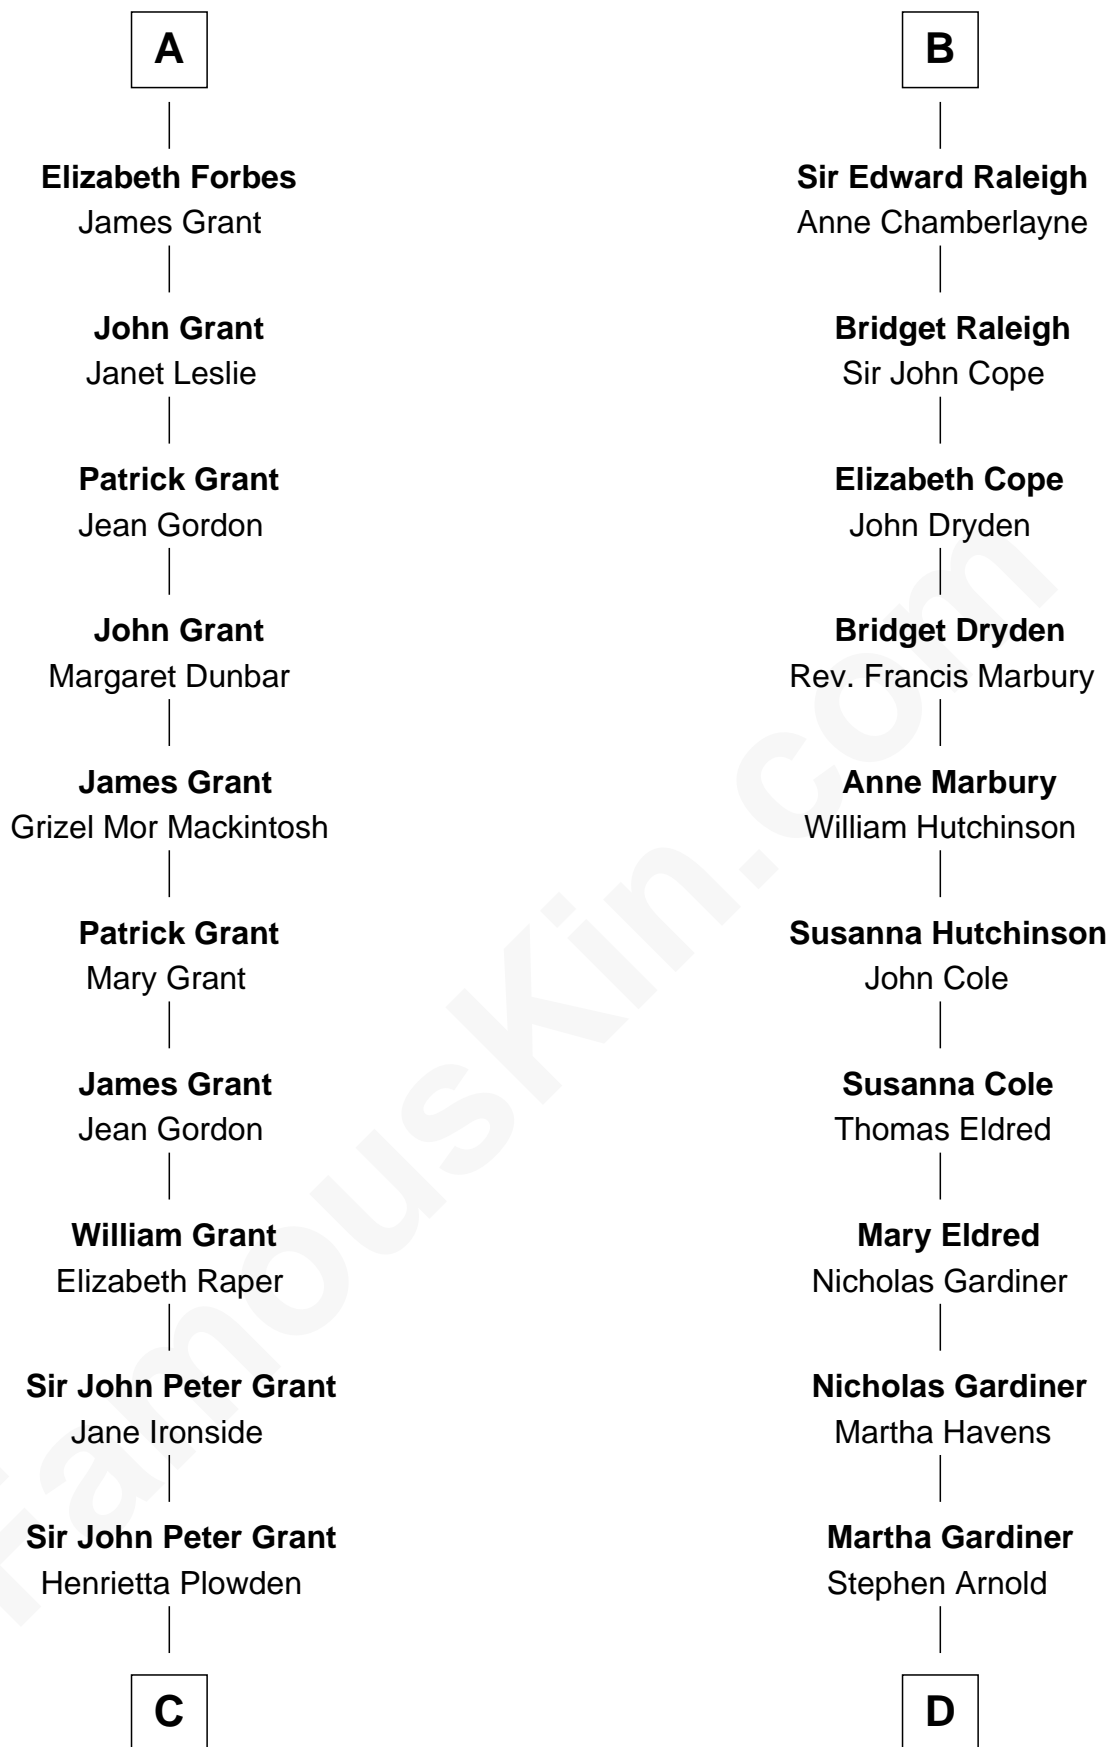 A
Elizabeth Forbes
James Grant
John Grant
Janet Leslie
Patrick Grant
Jean Gordon
John Grant
Margaret Dunbar
James Grant
Grizel Mor Mackintosh
Patrick Grant
Mary Grant
James Grant
Jean Gordon
William Grant
Elizabeth Raper
Sir John Peter Grant
Jane Ironside
Sir John Peter Grant
Henrietta Plowden
C
B
Sir Edward Raleigh
Anne Chamberlayne
Bridget Raleigh
Sir John Cope
Elizabeth Cope
John Dryden
Bridget Dryden
Rev. Francis Marbury
Anne Marbury
William Hutchinson
Susanna Hutchinson
John Cole
Susanna Cole
Thomas Eldred
Mary Eldred
Nicholas Gardiner
Nicholas Gardiner
Martha Havens
Martha Gardiner
Stephen Arnold
D
FamousKin.com